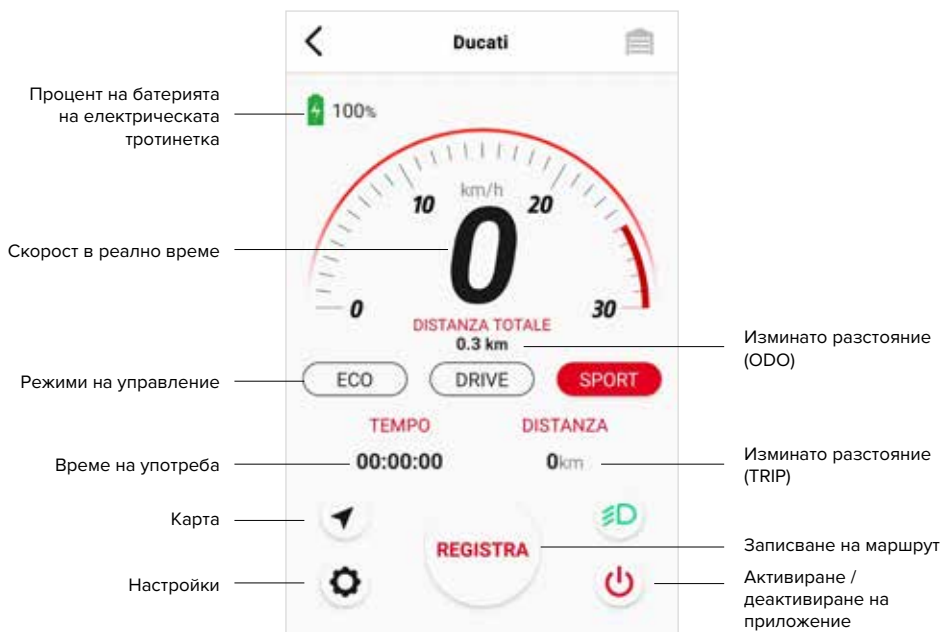 Ducati
Процент на батерията
на електрическата
тротинетка
100%
km/h
10
20
0
Скорост в реално време
0
30
DISTANZA TOTALE
0.3 km
Изминато разстояние
(ODO)
Режими на управление
ECO
DRIVE
SPORT
TEMPO
DISTANZA
Време на употреба
00:00:00
0km
Изминато разстояние
(TRIP)
Карта
REGISTRA
Записване на маршрут
Настройки
Активиране /
деактивиране на
приложение